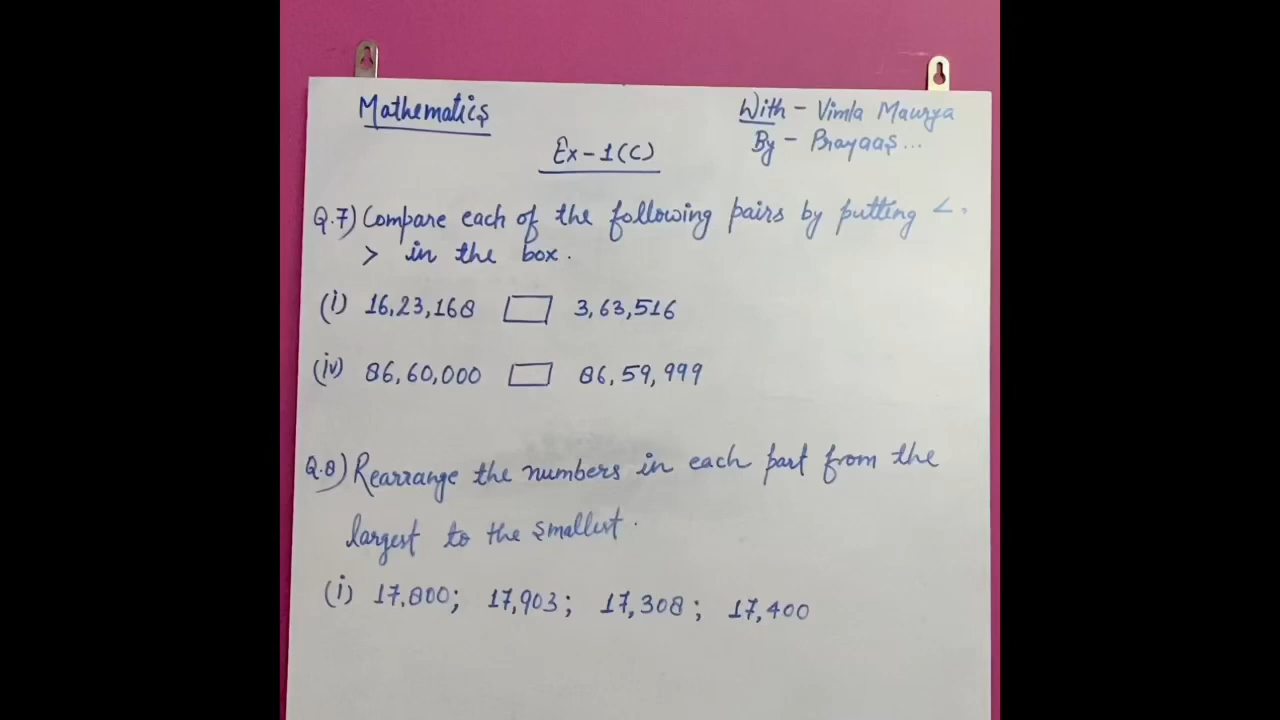 Mathematics
With - Vimla Maurya
By - Prayaas...
Ex-1(C)
Q.7) Compare each of the following pairs by putting <,
> in the box.
(i) 16,23,168 3,63,516
(iv) 86,60,000 86,59,999
Q.8) Rearrange the numbers in each part from the
largest to the smallest.
(i) 17,800; 17,903; 17,308; 17,400